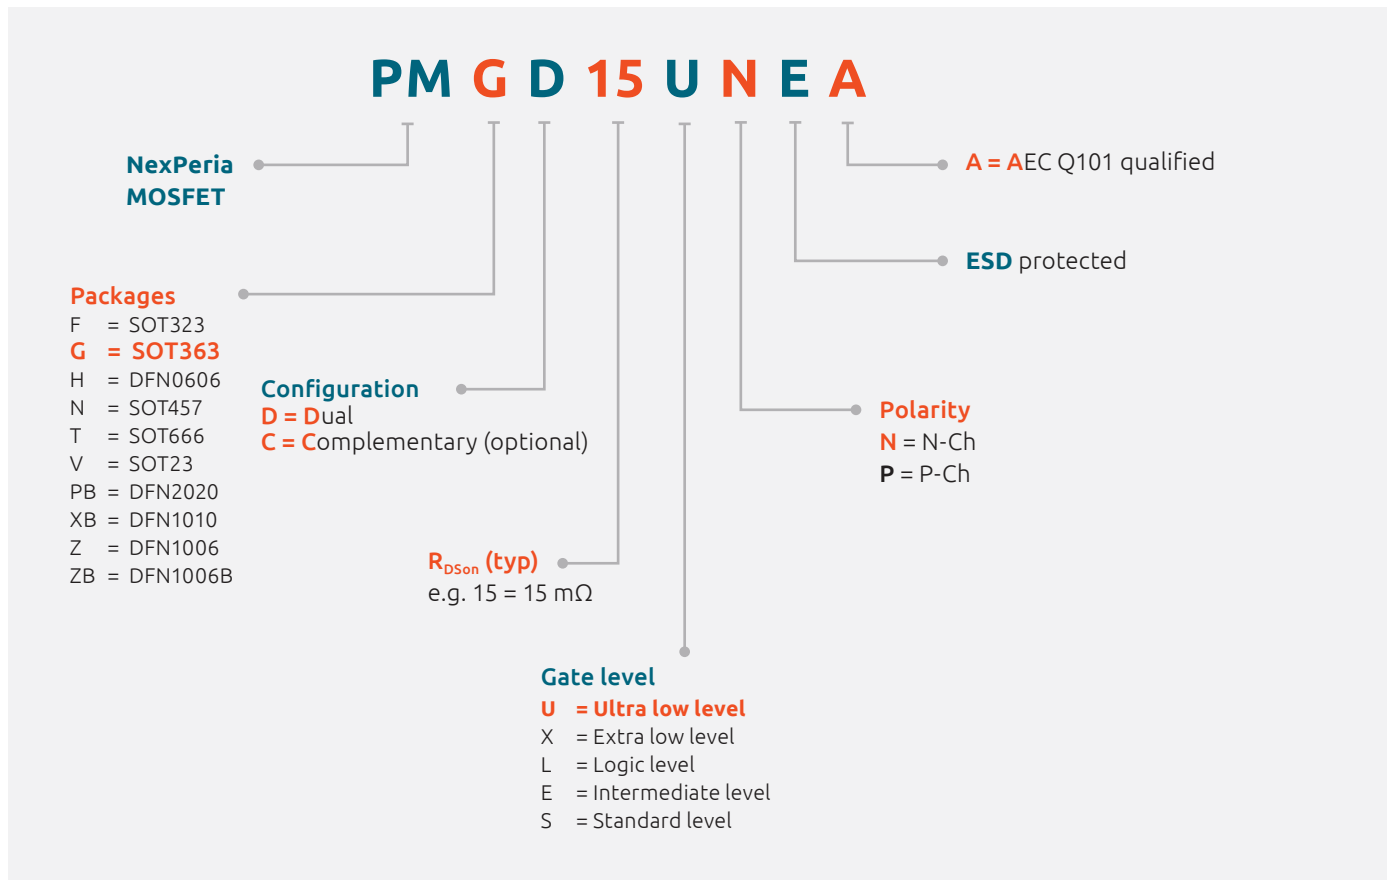 PM G D 15 U N E A
NexPeria
MOSFET
A = AEC Q101 qualified
ESD protected
Packages
F = SOT323
G = SOT363
H = DFN0606
N = SOT457
T = SOT666
V = SOT23
PB = DFN2020
XB = DFN1010
Z = DFN1006
ZB = DFN1006B
Configuration
D = Dual
C = Complementary (optional)
Polarity
N = N-Ch
P = P-Ch
RDSon (typ)
e.g. 15 = 15 mΩ
Gate level
U = Ultra low level
X = Extra low level
L = Logic level
E = Intermediate level
S = Standard level